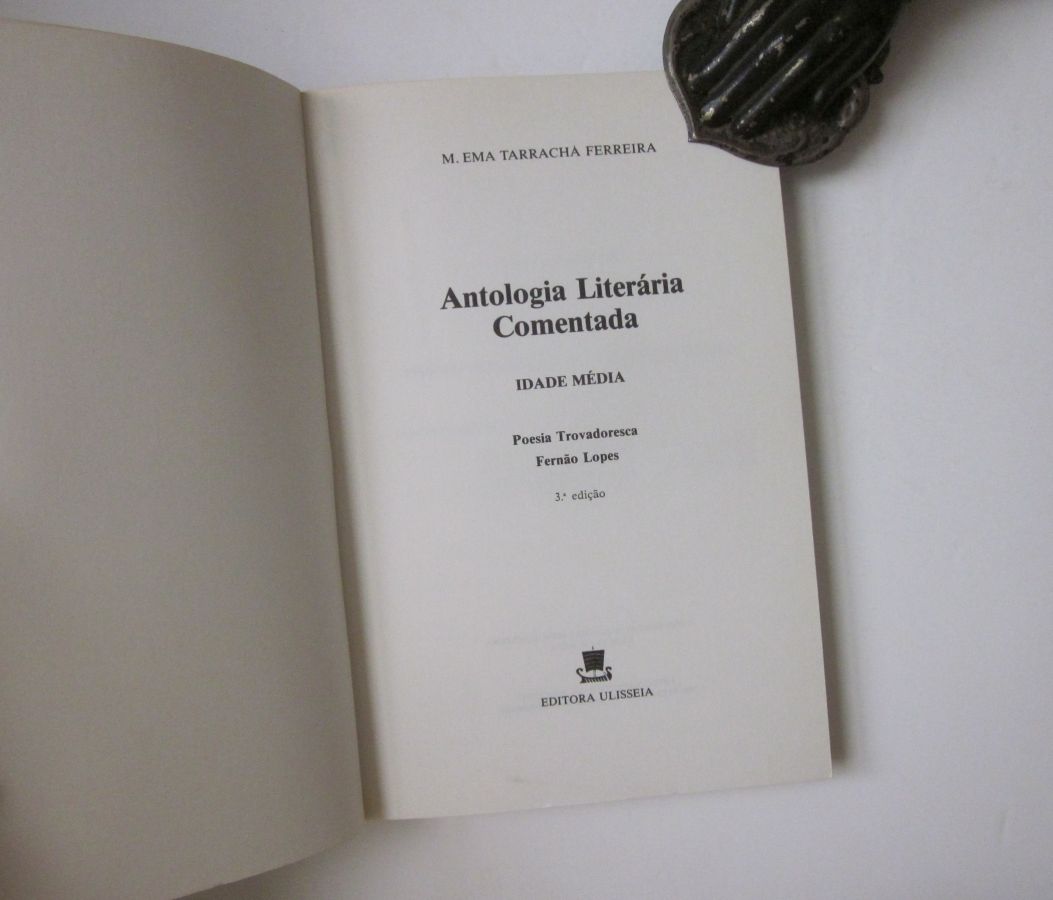 M. EMA TARRACHA FERREIRA
Antologia Literária
Comentada
IDADE MÉDIA
Poesia Trovadoresca
Fernão Lopes
3.ª edição
EDITORA ULISSEIA